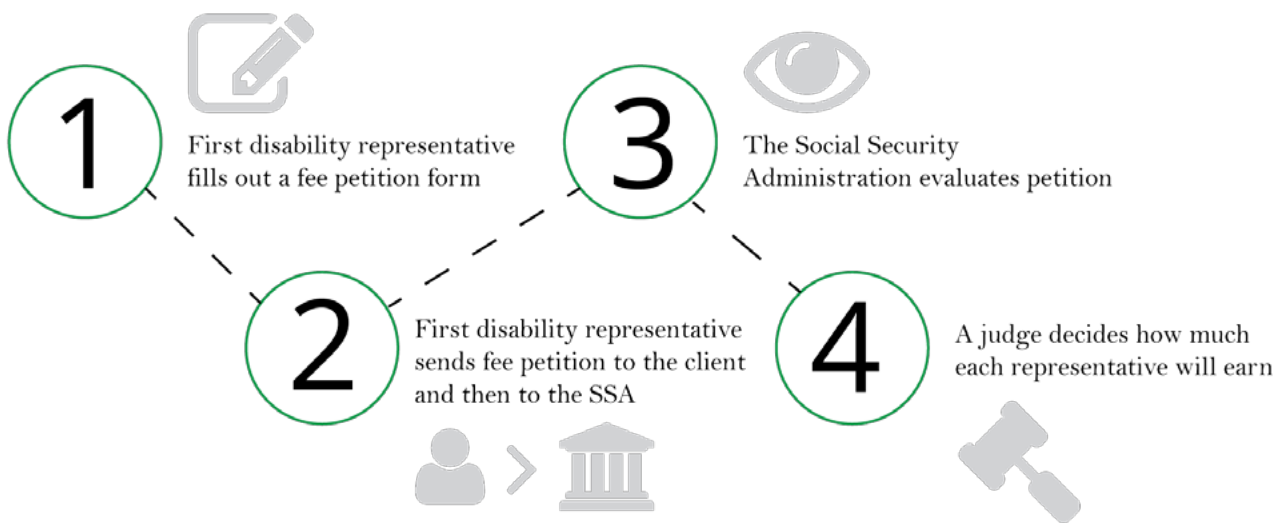 1
First disability representative
fills out a fee petition form
2
First disability representative
sends fee petition to the client
and then to the SSA
3
The Social Security
Administration evaluates petition
4
A judge decides how much
each representative will earn